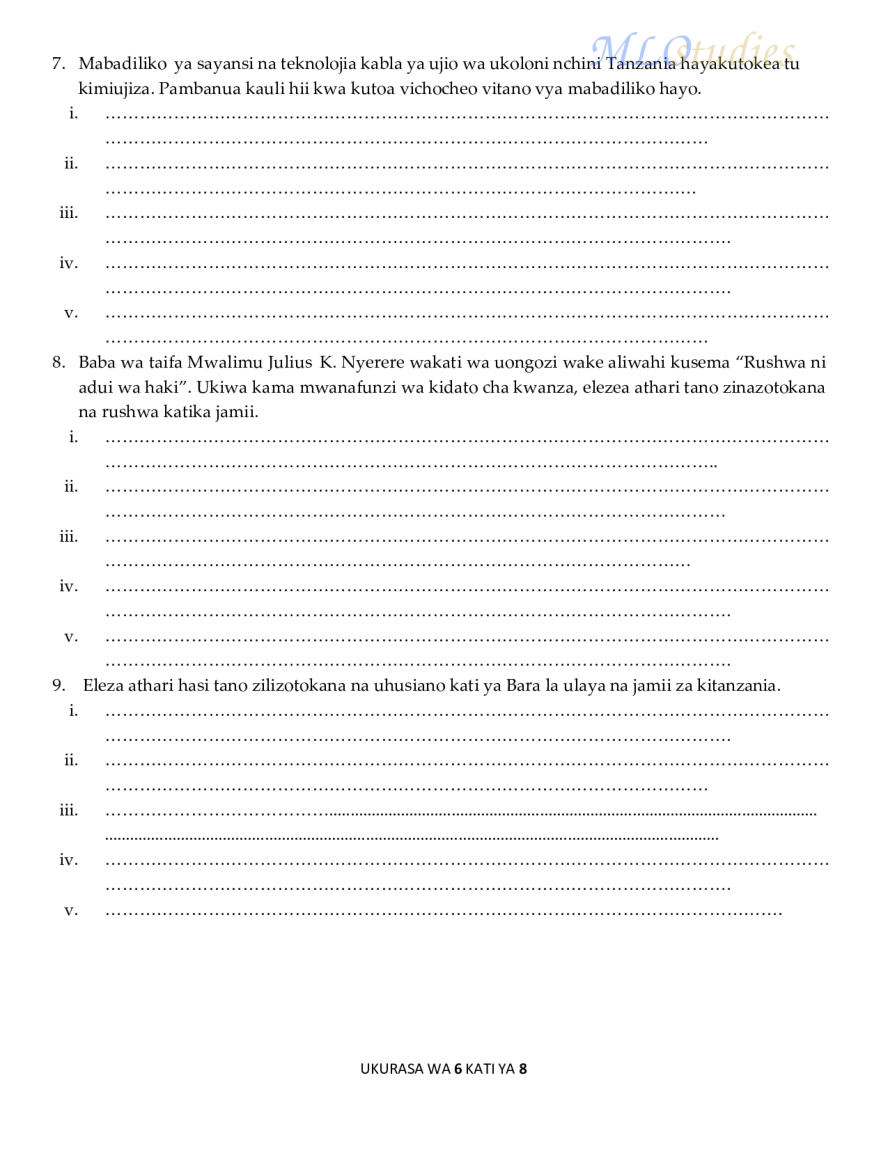 ML Ostudies
7. Mabadiliko ya sayansi na teknolojia kabla ya ujio wa ukoloni nchini Tanzania hayakutokea tu
kimiujiza. Pambanua kauli hii kwa kutoa vichocheo vitano vya mabadiliko hayo.
i. ……………………………………………………………………………………………………………
…………………………………………………………………………………………
ii. ……………………………………………………………………………………………………………
………………………………………………………………………………………
iii. ……………………………………………………………………………………………………………
……………………………………………………………………………………………
iv. ……………………………………………………………………………………………………………
……………………………………………………………………………………………
v. ……………………………………………………………………………………………………………
…………………………………………………………………………………………
8. Baba wa taifa Mwalimu Julius K. Nyerere wakati wa uongozi wake aliwahi kusema “Rushwa ni
adui wa haki”. Ukiwa kama mwanafunzi wa kidato cha kwanza, elezea athari tano zinazotokana
na rushwa katika jamii.
i. ……………………………………………………………………………………………………………
…………………………………………………………………………………………..
ii. ……………………………………………………………………………………………………………
……………………………………………………………………………………………
iii. ……………………………………………………………………………………………………………
………………………………………………………………………………………
iv. ……………………………………………………………………………………………………………
……………………………………………………………………………………………
v. ……………………………………………………………………………………………………………
……………………………………………………………………………………………
9. Eleza athari hasi tano zilizotokana na uhusiano kati ya Bara la ulaya na jamii za kitanzania.
i. ……………………………………………………………………………………………………………
……………………………………………………………………………………………
ii. ……………………………………………………………………………………………………………
…………………………………………………………………………………………
iii. …………………………………....................................................................................................................
..................................................................................................................................................
iv. ……………………………………………………………………………………………………………
……………………………………………………………………………………………
v. ……………………………………………………………………………………………………
UKURASA WA 6 KATI YA 8